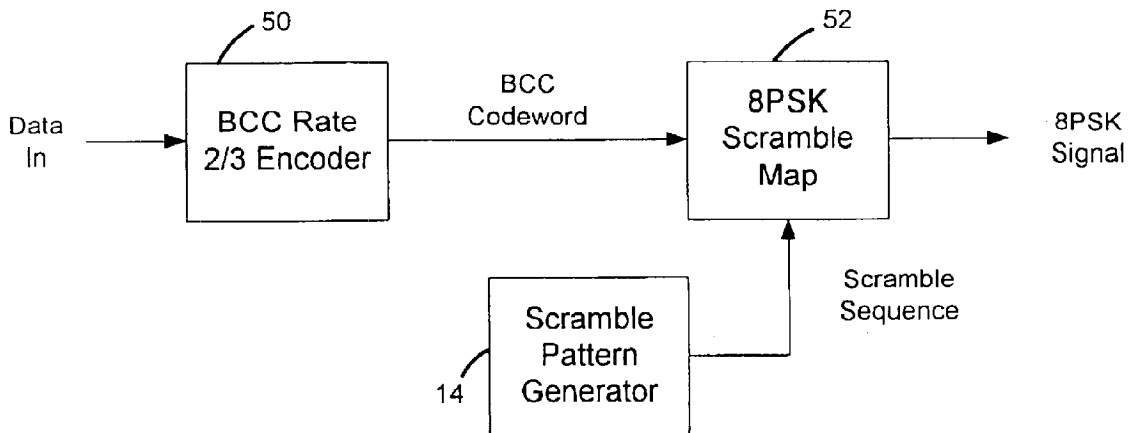 50
52
Data
In
BCC Rate
2/3 Encoder
BCC
Codeword
8PSK
Scramble
Map
8PSK
Signal
Scramble
Sequence
Scramble
Pattern
Generator
14